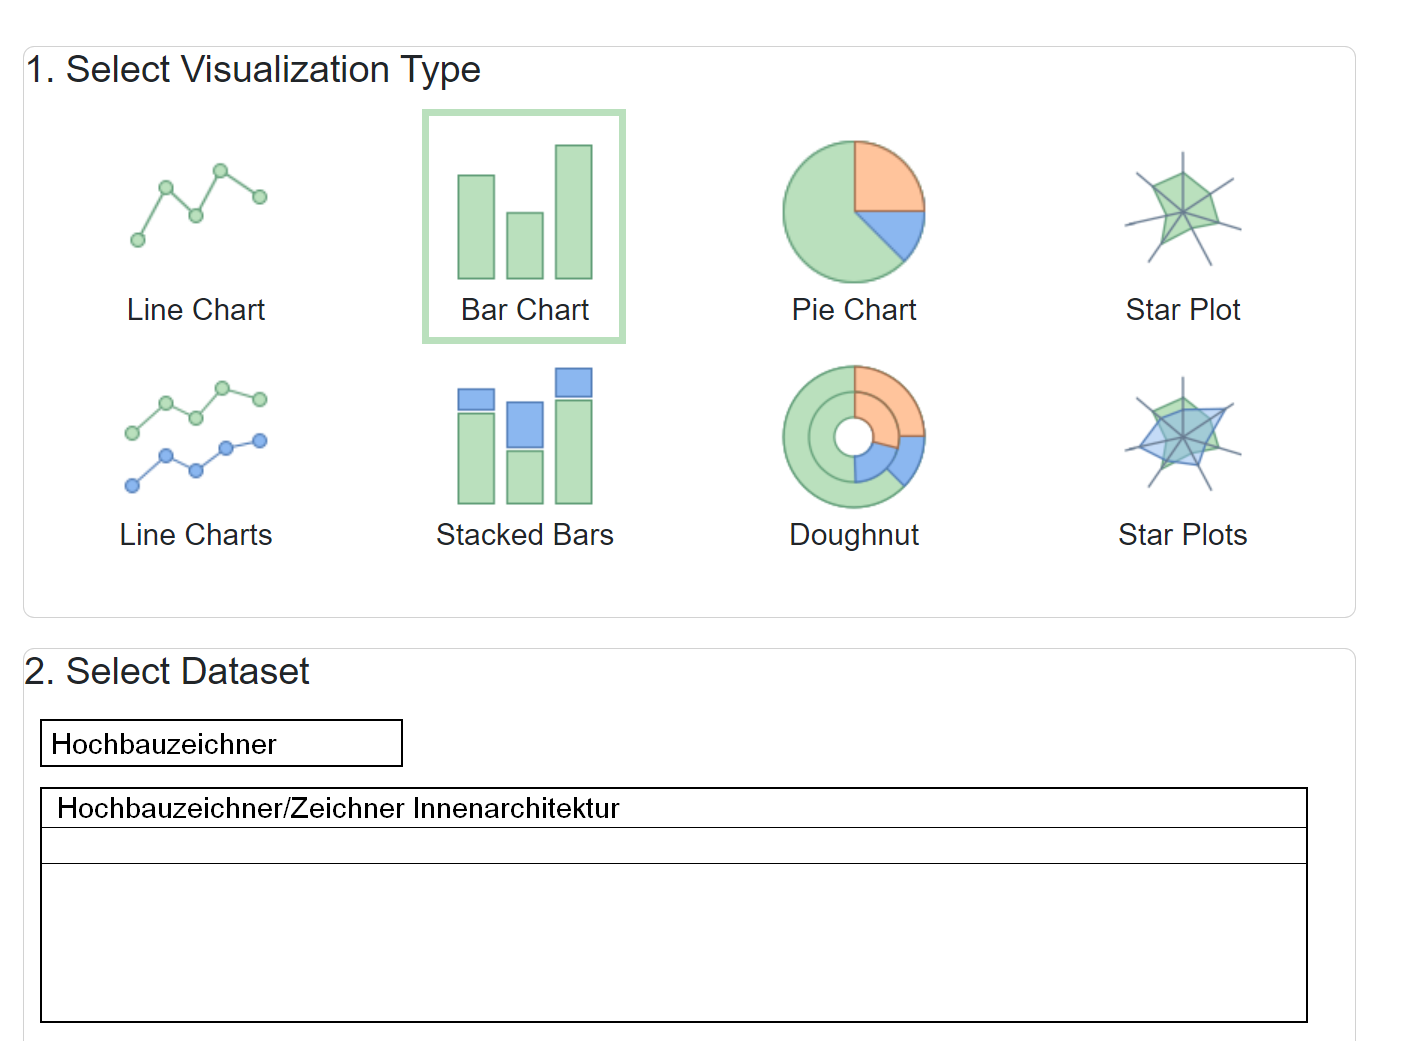 1. Select Visualization Type
Line Chart
Bar Chart
Pie Chart
Star Plot
Line Charts
Stacked Bars
Doughnut
Star Plots
2. Select Dataset
Hochbauzeichner
Hochbauzeichner/Zeichner Innenarchitektur